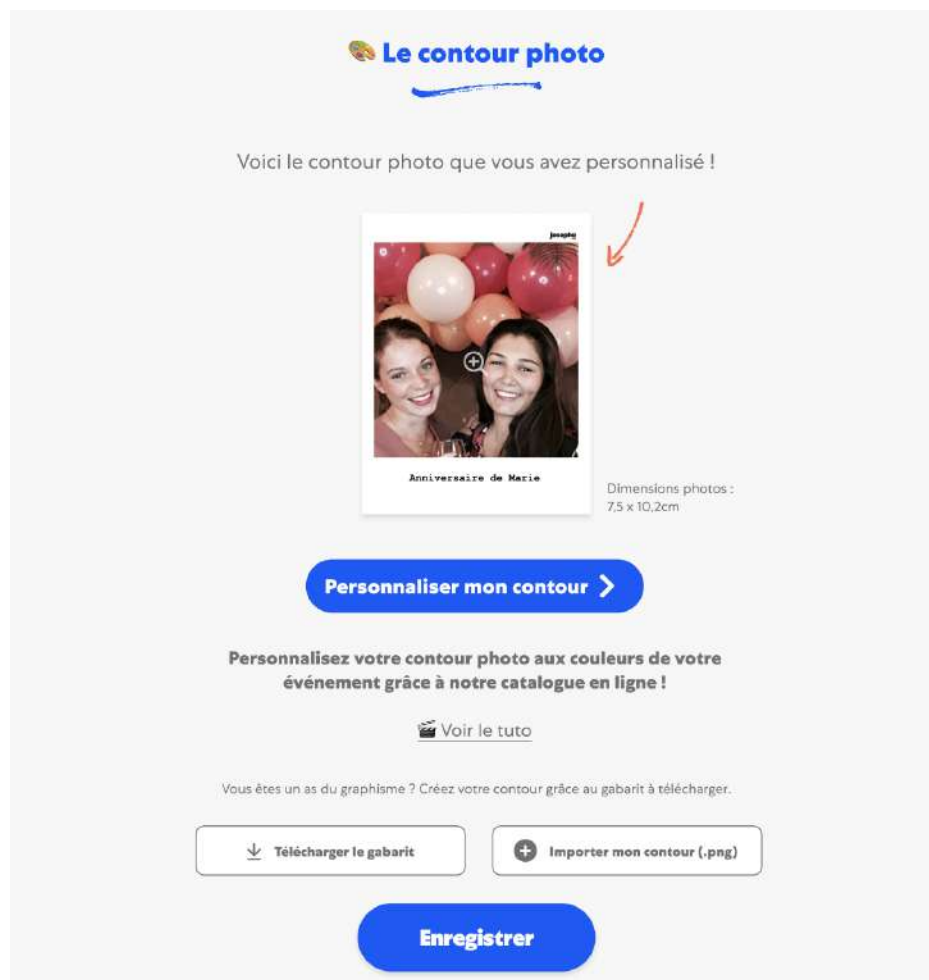 Le contour photo
Voici le contour photo que vous avez personnalisé !
josepho
Anniversaire de Marie
Dimensions photos :
7,5 x 10,2cm
Personnaliser mon contour
Personnalisez votre contour photo aux couleurs de votre
événement grâce à notre catalogue en ligne !
Voir le tuto
Vous êtes un as du graphisme ? Créez votre contour grâce au gabarit à télécharger.
Télécharger le gabarit
Importer mon contour (.png)
Enregistrer